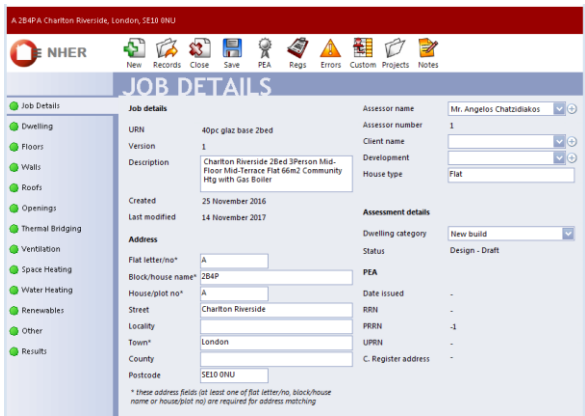 A 2B4P A Charlton Riverside, London, SE10 0NU
NHER
New Records Close Save PEA Regs Errors Custom Projects Notes
JOB DETAILS
Job Details
Dwelling
Floors
Walls
Roofs
Openings
Thermal Bridging
Ventilation
Space Heating
Water Heating
Renewables
Other
Results
Job details
URN 40pc glaz base 2bed
Version 1
Description Charlton Riverside 2Bed 3Person Mid-
Floor Mid-Terrace Flat 66m2 Community
Htg with Gas Boiler
Created 25 November 2016
Last modified 14 November 2017
Address
Flat letter/no* A
Block/house name* 2B4P
House/plot no* A
Street Charlton Riverside
Locality
Town* London
County
Postcode SE10 0NU
* these address fields (at least one of flat letter/no, block/house
name or house/plot no) are required for address matching
Assessor name Mr. Angelos Chatzidiakos
Assessor number 1
Client name
Development
House type Flat
Assessment details
Dwelling category New build
Status Design - Draft
PEA
Date issued -
RRN -
PRRN -1
UPRN -
C. Register address -